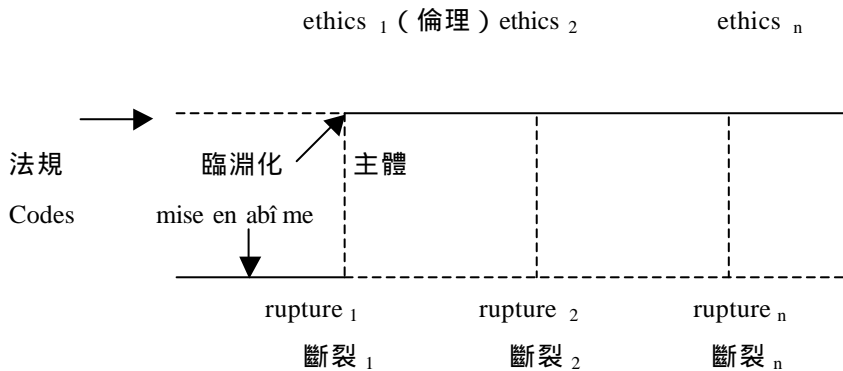 ethics 1（倫理）ethics 2 ethics n
法規 臨淵化 主體
Codes mise en abîme
rupture 1 rupture 2 rupture n
斷裂 1 斷裂 2 斷裂 n